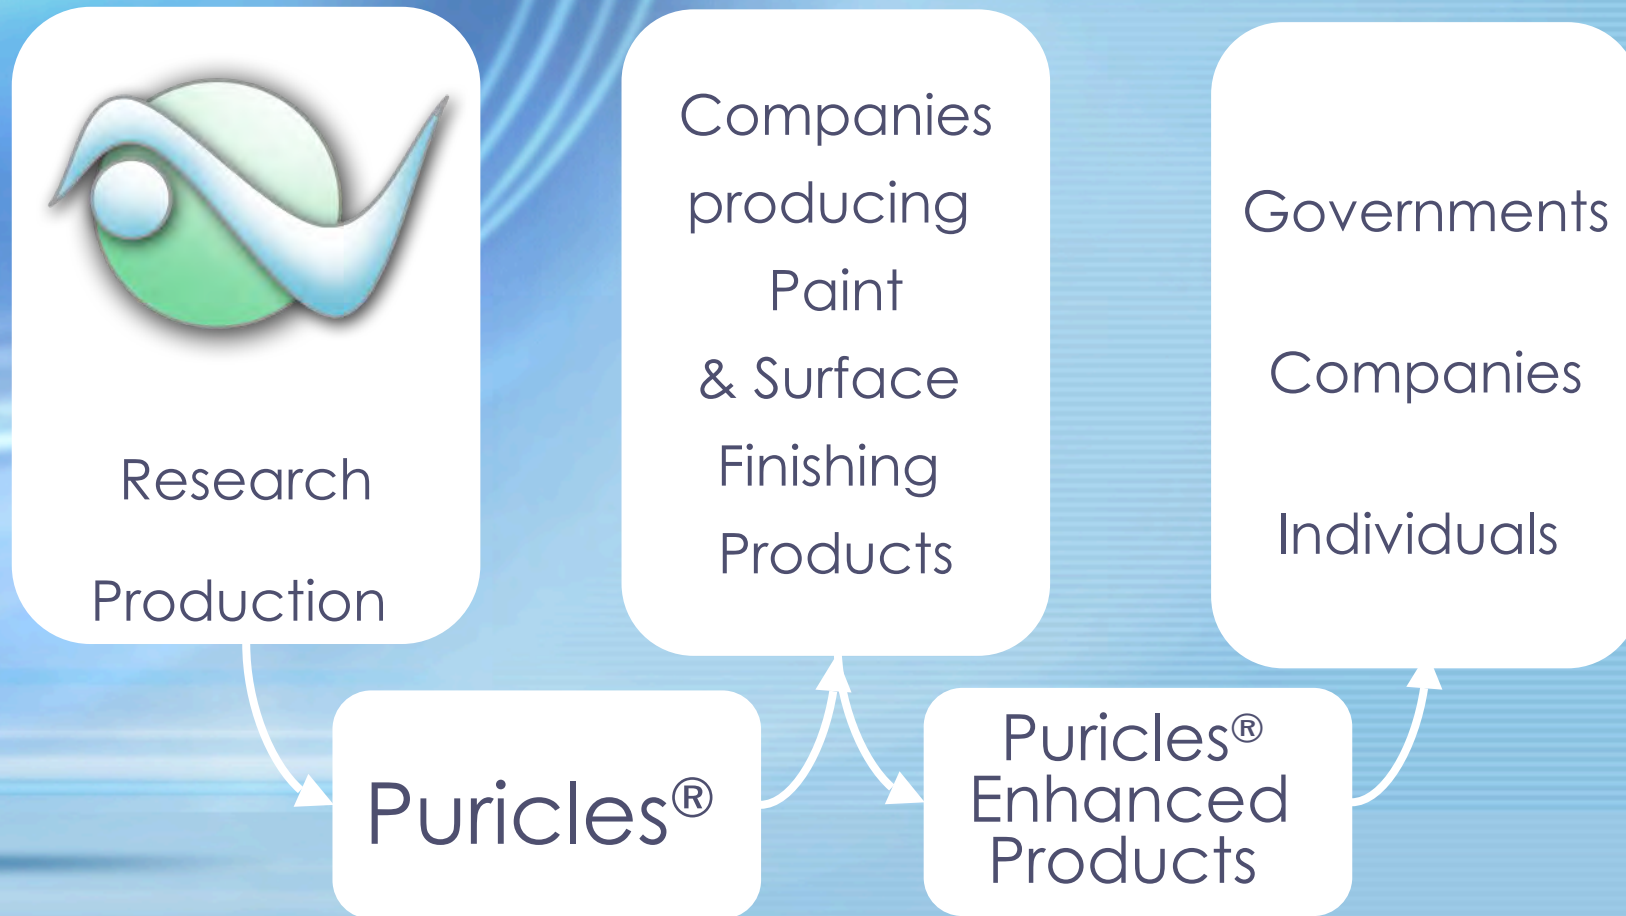 Research
Production
Puricles®
Companies
producing
Paint
& Surface
Finishing
Products
Puricles®
Enhanced
Products
Governments
Companies
Individuals